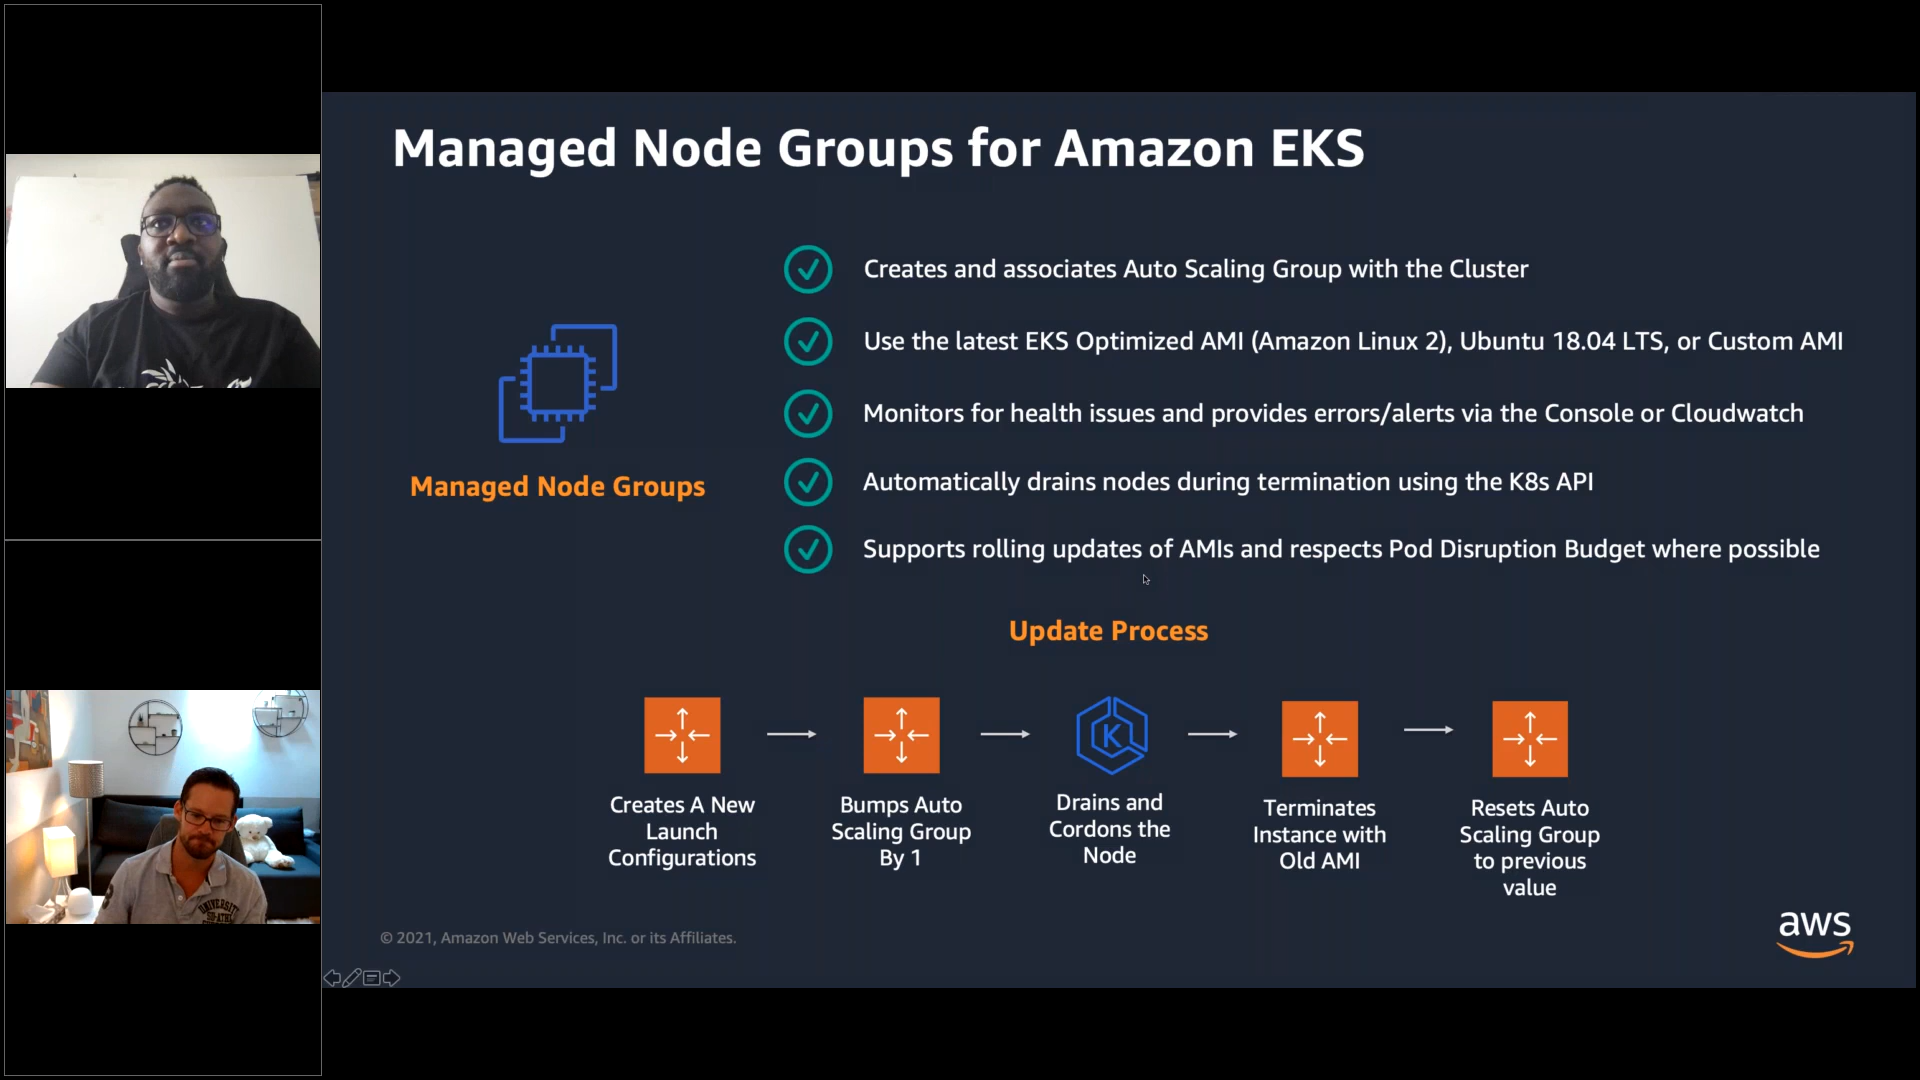 Managed Node Groups for Amazon EKS
Creates and associates Auto Scaling Group with the Cluster
Use the latest EKS Optimized AMI (Amazon Linux 2), Ubuntu 18.04 LTS, or Custom AMI
Monitors for health issues and provides errors/alerts via the Console or Cloudwatch
Managed Node Groups
Automatically drains nodes during termination using the K8s API
Supports rolling updates of AMIs and respects Pod Disruption Budget where possible
Update Process
K
Creates A New
Launch
Configurations
Bumps Auto
Scaling Group
By 1
Drains and
Cordons the
Node
Terminates
Instance with
Old AMI
Resets Auto
Scaling Group
to previous
value
© 2021, Amazon Web Services, Inc. or its Affiliates.
aws
UNIVERSITY